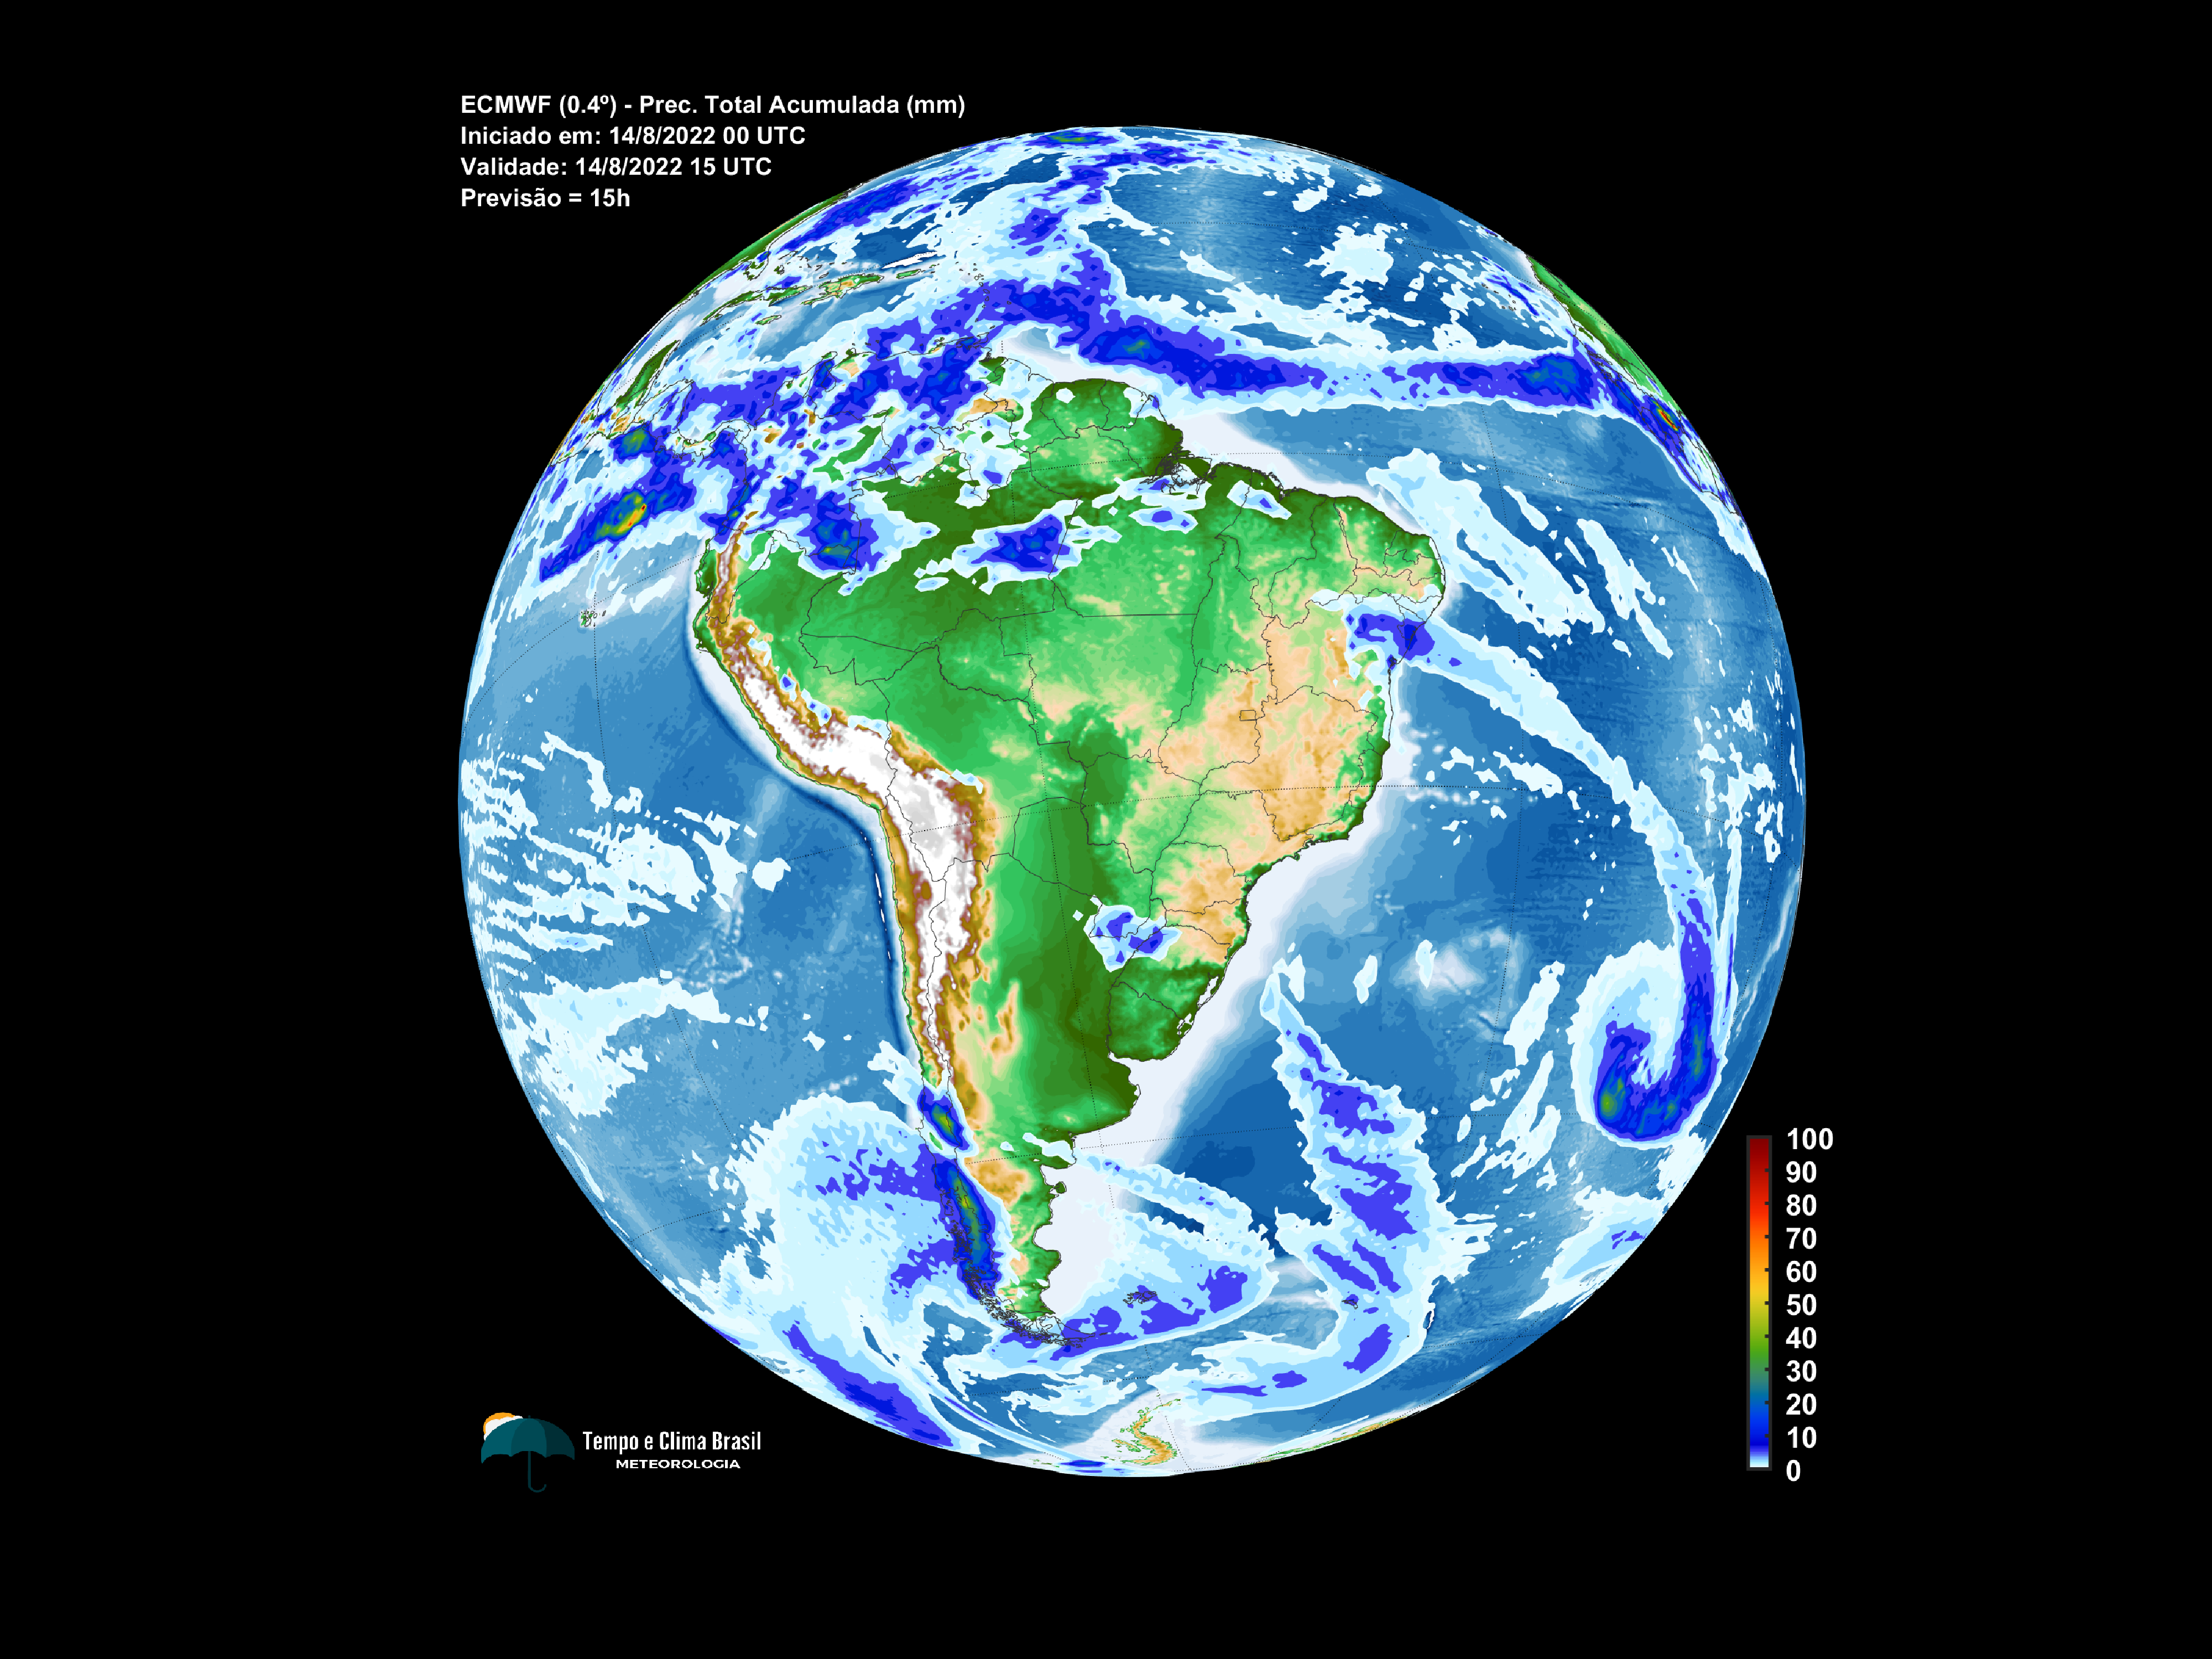 ECMWF (0.4º) - Prec. Total Acumulada (mm)
Iniciado em: 14/8/2022 00 UTC
Validade: 14/8/2022 15 UTC
Previsão = 15h
100
90
80
70
60
50
40
30
20
10
0
Tempo e Clima Brasil
METEOROLOGIA